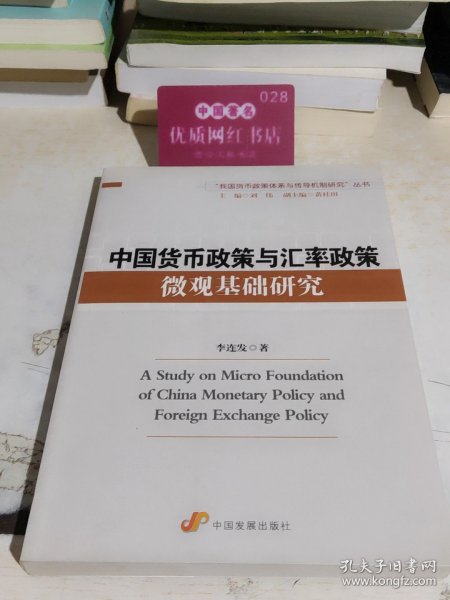 028
中国著名
优质网红书店
“我国货币政策体系与传导机制研究”丛书
主 编◎刘 伟 副主编◎黄桂田
中国货币政策与汇率政策
微观基础研究
李连发◎著
A Study on Micro Foundation
of China Monetary Policy and
Foreign Exchange Policy
中国发展出版社
孔夫子旧书网
www.kongfz.com